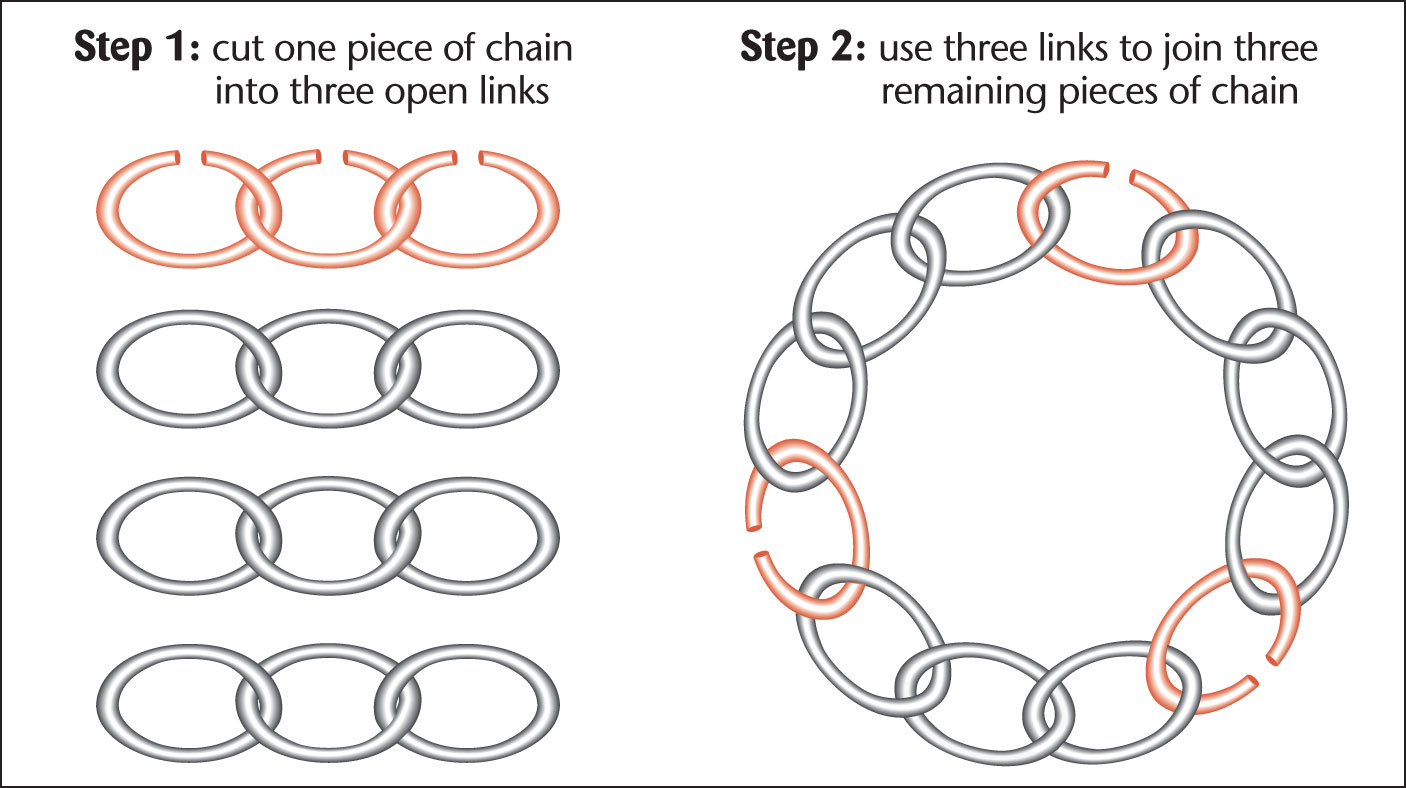 Step 1: cut one piece of chain
into three open links
Step 2: use three links to join three
remaining pieces of chain